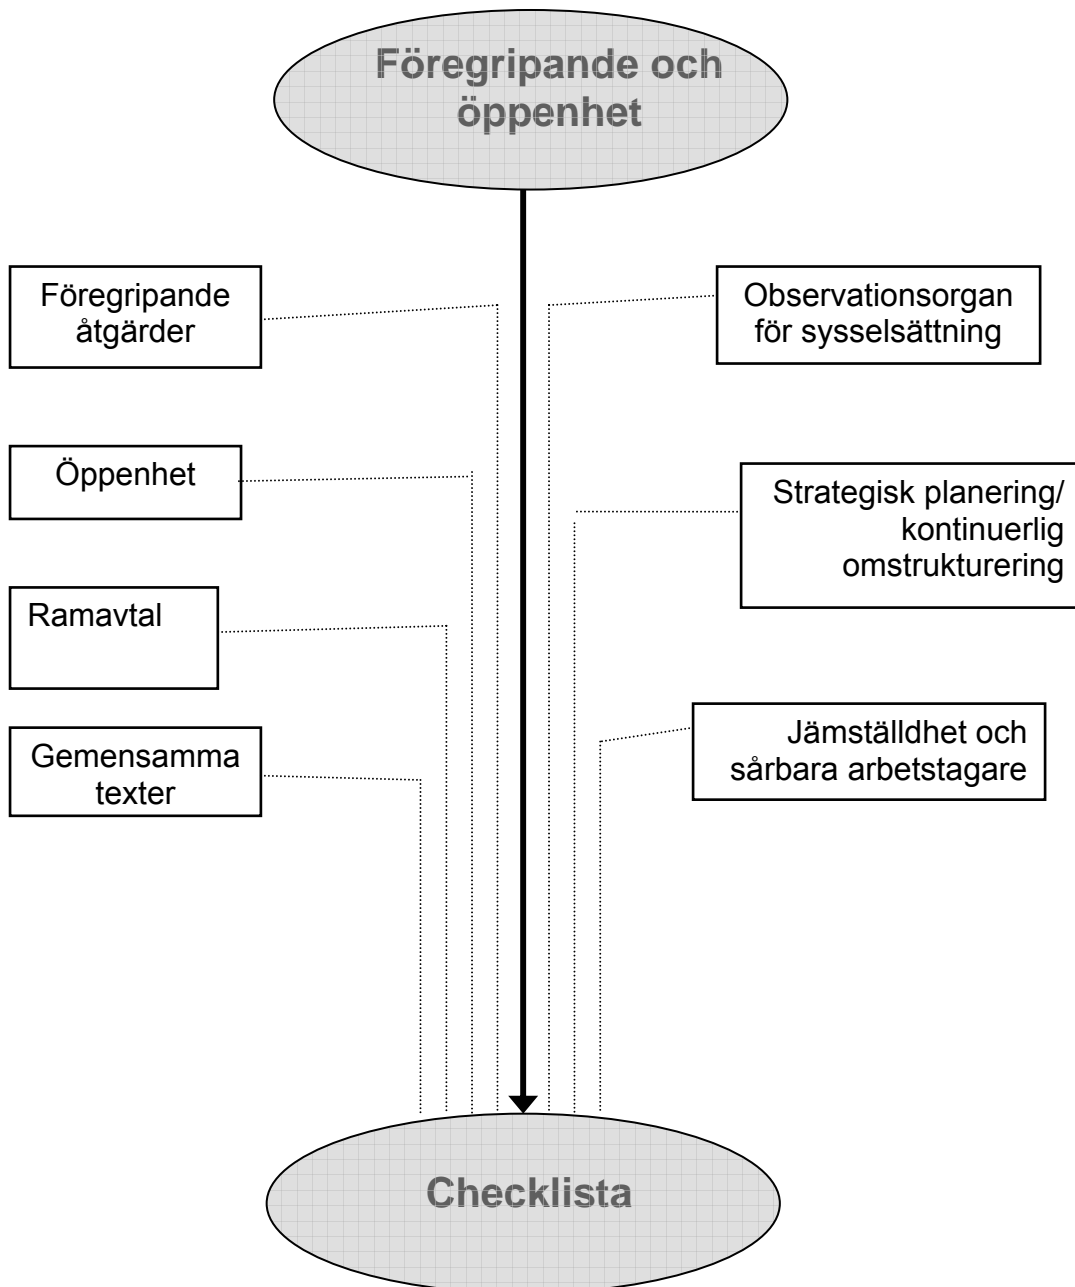 Föregripande och
öppenhet
Föregripande
åtgärder
Observationsorgan
för sysselsättning
Öppenhet
Strategisk planering/
kontinuerlig
omstrukturering
Ramavtal
Jämställdhet och
sårbara arbetstagare
Gemensamma
texter
Checklista